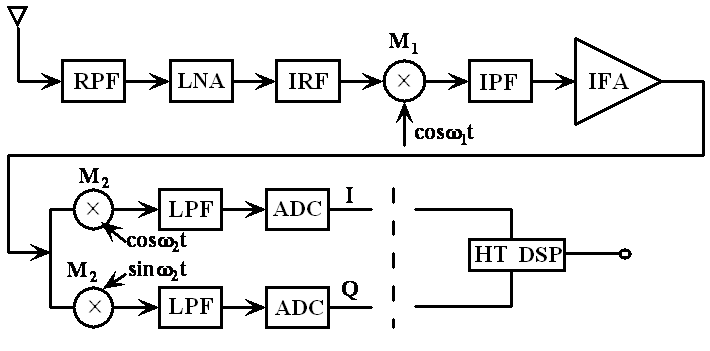 M₁
RPF LNA IRF × IPF IFA
cosω₁t
M₂
× LPF ADC I
cosω₂t
HT DSP
M₂ sinω₂t
× LPF ADC Q